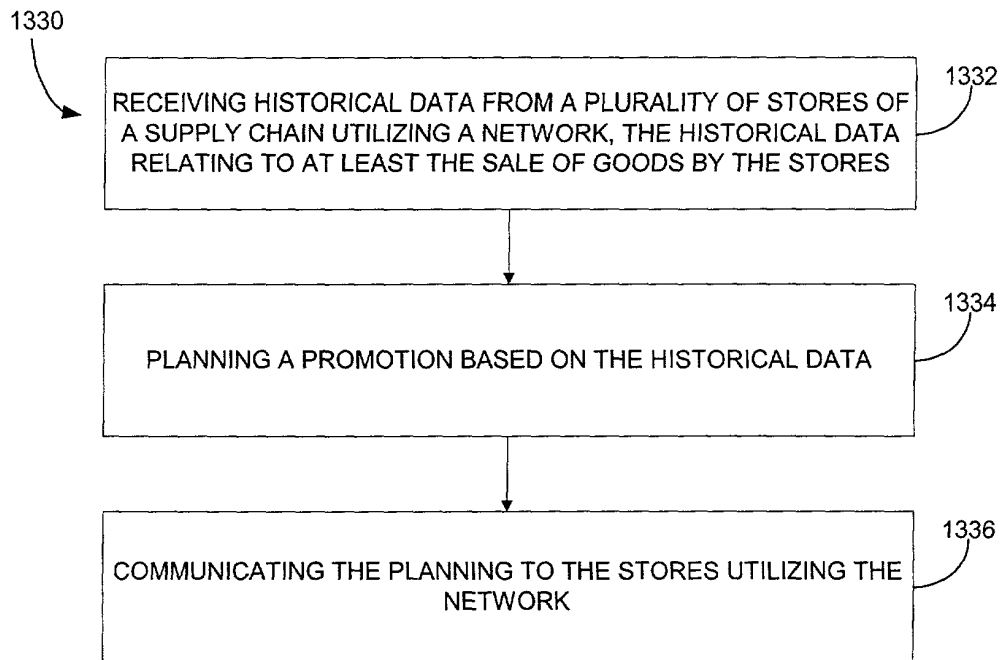 1330
1332
RECEIVING HISTORICAL DATA FROM A PLURALITY OF STORES OF
A SUPPLY CHAIN UTILIZING A NETWORK, THE HISTORICAL DATA
RELATING TO AT LEAST THE SALE OF GOODS BY THE STORES
1334
PLANNING A PROMOTION BASED ON THE HISTORICAL DATA
1336
COMMUNICATING THE PLANNING TO THE STORES UTILIZING THE
NETWORK